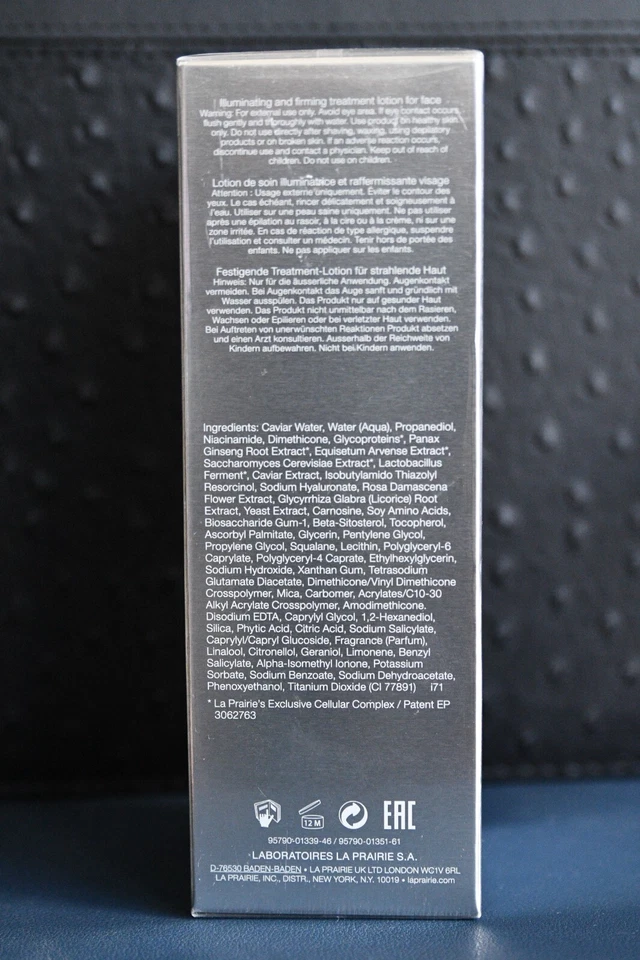 Illuminating and firming treatment lotion for face
Warning: For external use only. Avoid eye area. If eye contact occurs,
flush gently and thoroughly with water. Use product on healthy skin
only. Do not use directly after shaving, waxing, using depilatory
products or on broken skin. If an adverse reaction occurs,
discontinue use and contact a physician. Keep out of reach of
children. Do not use on children.
Lotion de soin illuminatrice et raffermissante visage
Attention : Usage externe uniquement. Éviter le contour des
yeux. Le cas échéant, rincer délicatement et soigneusement à
l'eau. Utiliser sur une peau saine uniquement. Ne pas utiliser
après une épilation au rasoir, à la cire ou à la crème, ni sur une
zone irritée. En cas de réaction de type allergique, suspendre
l'utilisation et consulter un médecin. Tenir hors de portée des
enfants. Ne pas appliquer sur les enfants.
Festigende Treatment-Lotion für strahlende Haut
Hinweis: Nur für die äusserliche Anwendung. Augenkontakt
vermeiden. Bei Augenkontakt das Auge sanft und gründlich mit
Wasser ausspülen. Das Produkt nur auf gesunder Haut
verwenden. Das Produkt nicht unmittelbar nach dem Rasieren,
Wachsen oder Epilieren oder bei verletzter Haut verwenden.
Bei Auftreten von unerwünschten Reaktionen Produkt absetzen
und einen Arzt konsultieren. Ausserhalb der Reichweite von
Kindern aufbewahren. Nicht bei Kindern anwenden.
Ingredients: Caviar Water, Water (Aqua), Propanediol,
Niacinamide, Dimethicone, Glycoproteins*, Panax
Ginseng Root Extract*, Equisetum Arvense Extract*,
Saccharomyces Cerevisiae Extract*, Lactobacillus
Ferment*, Caviar Extract, Isobutylamido Thiazolyl
Resorcinol, Sodium Hyaluronate, Rosa Damascena
Flower Extract, Glycyrrhiza Glabra (Licorice) Root
Extract, Yeast Extract, Carnosine, Soy Amino Acids,
Biosaccharide Gum-1, Beta-Sitosterol, Tocopherol,
Ascorbyl Palmitate, Glycerin, Pentylene Glycol,
Propylene Glycol, Squalane, Lecithin, Polyglyceryl-6
Caprylate, Polyglyceryl-4 Caprate, Ethylhexylglycerin,
Sodium Hydroxide, Xanthan Gum, Tetrasodium
Glutamate Diacetate, Dimethicone/Vinyl Dimethicone
Crosspolymer, Mica, Carbomer, Acrylates/C10-30
Alkyl Acrylate Crosspolymer, Amodimethicone.
Disodium EDTA, Caprylyl Glycol, 1,2-Hexanediol,
Silica, Phytic Acid, Citric Acid, Sodium Salicylate,
Caprylyl/Capryl Glucoside, Fragrance (Parfum),
Linalool, Citronellol, Geraniol, Limonene, Benzyl
Salicylate, Alpha-Isomethyl Ionone, Potassium
Sorbate, Sodium Benzoate, Sodium Dehydroacetate,
Phenoxyethanol, Titanium Dioxide (CI 77891) i71
* La Prairie's Exclusive Cellular Complex / Patent EP
3062763
12 M EAC
95790-01339-46 / 95790-01351-61
LABORATOIRES LA PRAIRIE S.A.
D-76530 BADEN-BADEN • LA PRAIRIE UK LTD LONDON WC1V 6RL
LA PRAIRIE, INC., DISTR., NEW YORK, N.Y. 10019 • laprairie.com